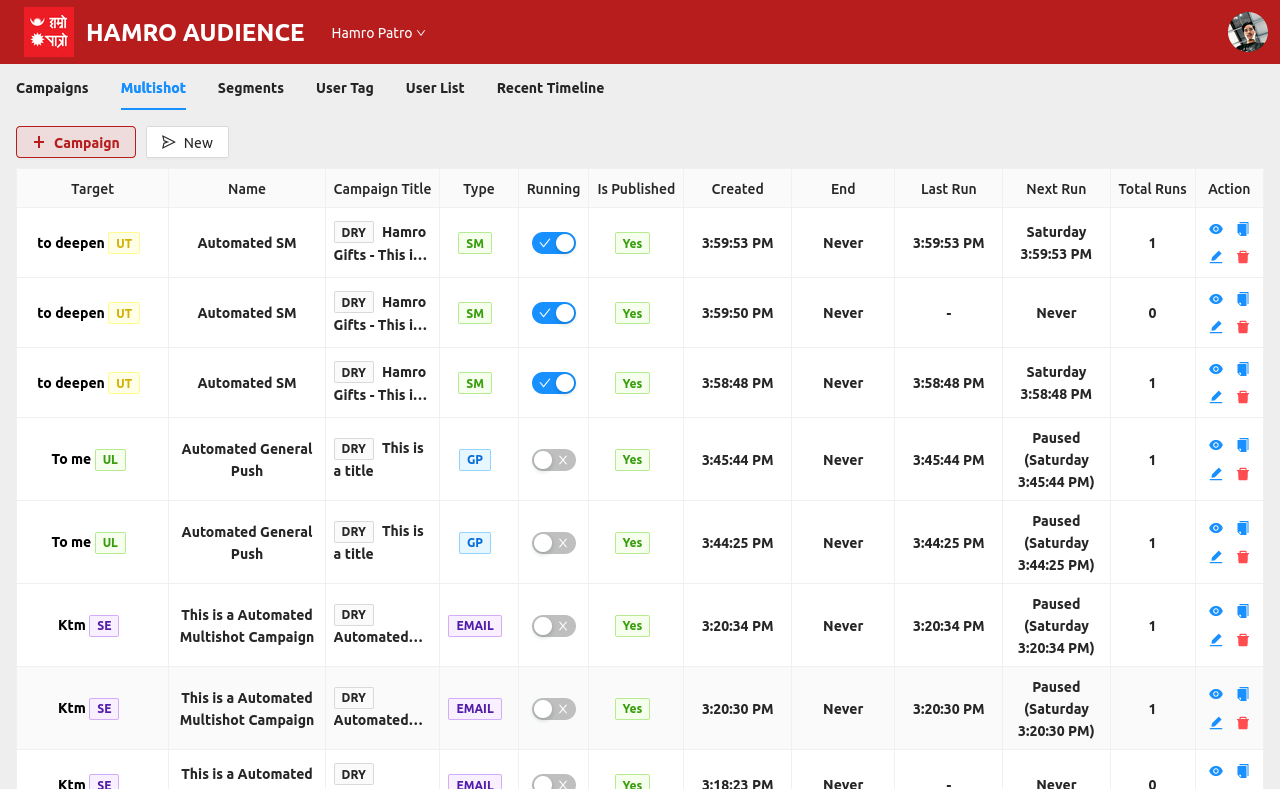 हाम्रो
पात्रो
HAMRO AUDIENCE
Hamro Patro
Campaigns Multishot Segments User Tag User List Recent Timeline
Campaign New
Target Name Campaign Title Type Running Is Published Created End Last Run Next Run Total Runs Action
to deepen UT Automated SM DRY Hamro
Gifts - This i... SM Yes 3:59:53 PM Never 3:59:53 PM Saturday
3:59:53 PM 1
to deepen UT Automated SM DRY Hamro
Gifts - This i... SM Yes 3:59:50 PM Never - Never 0
to deepen UT Automated SM DRY Hamro
Gifts - This i... SM Yes 3:58:48 PM Never 3:58:48 PM Saturday
3:58:48 PM 1
To me UL Automated General
Push DRY This is
a title GP Yes 3:45:44 PM Never 3:45:44 PM Paused
(Saturday
3:45:44 PM) 1
To me UL Automated General
Push DRY This is
a title GP Yes 3:44:25 PM Never 3:44:25 PM Paused
(Saturday
3:44:25 PM) 1
Ktm SE This is a Automated
Multishot Campaign DRY
Automated... EMAIL Yes 3:20:34 PM Never 3:20:34 PM Paused
(Saturday
3:20:34 PM) 1
Ktm SE This is a Automated
Multishot Campaign DRY
Automated... EMAIL Yes 3:20:30 PM Never 3:20:30 PM Paused
(Saturday
3:20:30 PM) 1
Ktm SE This is a Automated DRY
EMAIL Yes 3:18:23 PM Never - Never 0